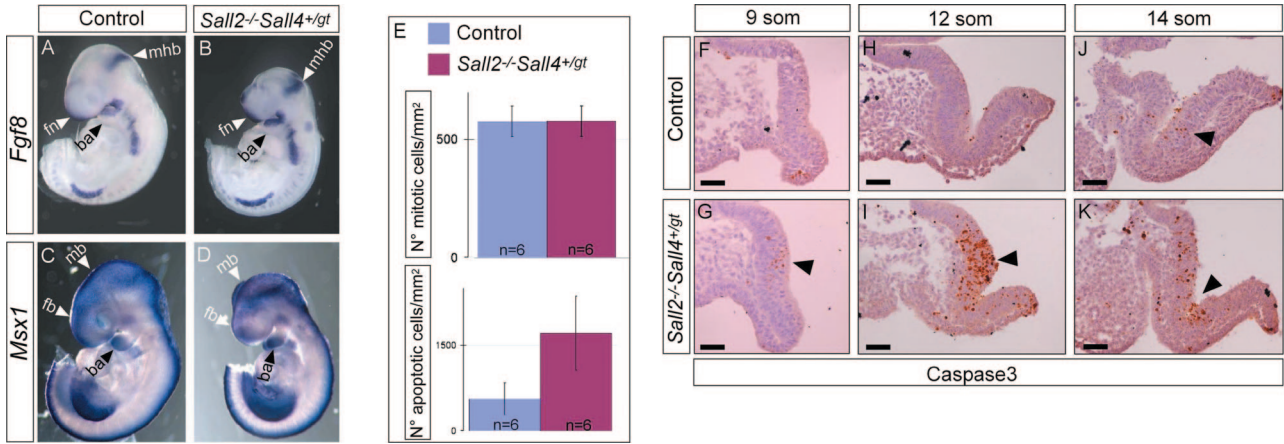 Control
Sall2-/-Sall4+/gt
Fgf8
A
mhb
fn
ba
B
mhb
fn
ba
Msx1
C
mb
fb
ba
D
mb
fb
ba
E
Control
Sall2-/-Sall4+/gt
N° mitotic cells/mm²
500
0
n=6
n=6
N° apoptotic cells/mm²
1500
0
n=6
n=6
9 som
12 som
14 som
Control
F
H
J
Sall2-/-Sall4+/gt
G
I
K
Caspase3